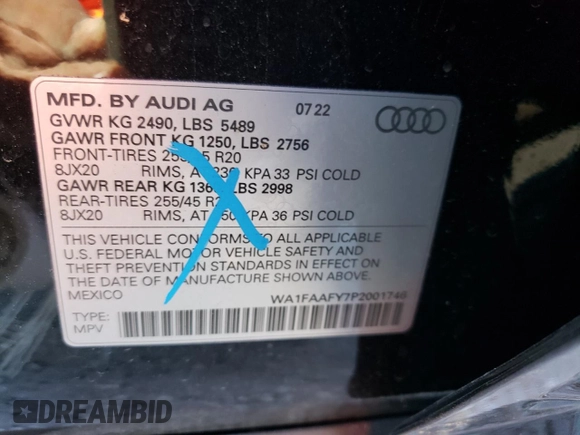 MFD. BY AUDI AG 07 22
GVWR KG 2490, LBS 5489
GAWR FRONT KG 1250, LBS 2756
FRONT-TIRES R20
8JX20 RIMS, KPA 33 PSI COLD
GAWR REAR KG LBS 2998
REAR-TIRES 255/45
8JX20 RIMS, AT KPA 36 PSI COLD
THIS VEHICLE CONFORMS TO ALL APPLICABLE
U.S. FEDERAL MOTOR VEHICLE SAFETY AND
THEFT PREVENTION STANDARDS IN EFFECT ON
THE DATE OF MANUFACTURE SHOWN ABOVE.
MEXICO WA1FAAFY7P2001746
TYPE:
MPV
DREAMBID